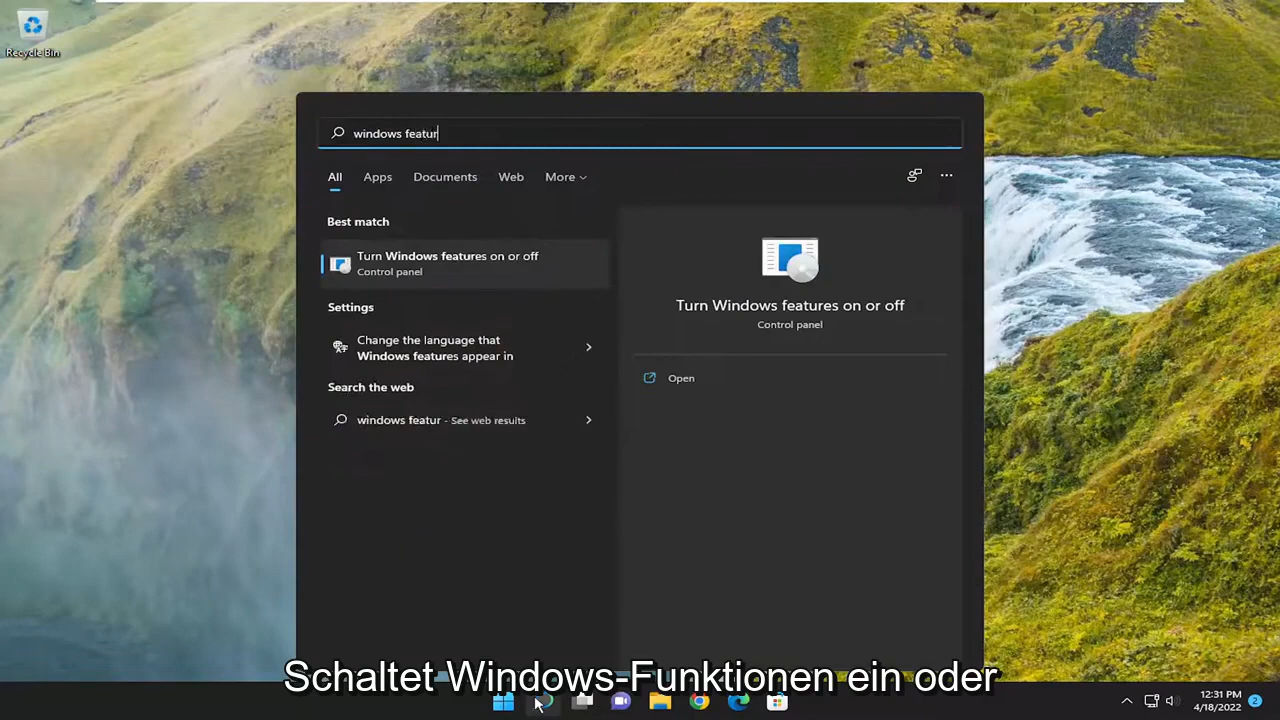 Recycle Bin
windows featur
All Apps Documents Web More
Best match
Turn Windows features on or off
Control panel
Settings
Change the language that
Windows features appear in
Search the web
windows featur - See web results
Turn Windows features on or off
Control panel
Open
Schaltet Windows-Funktionen ein oder
12:31 PM
4/18/2022
2